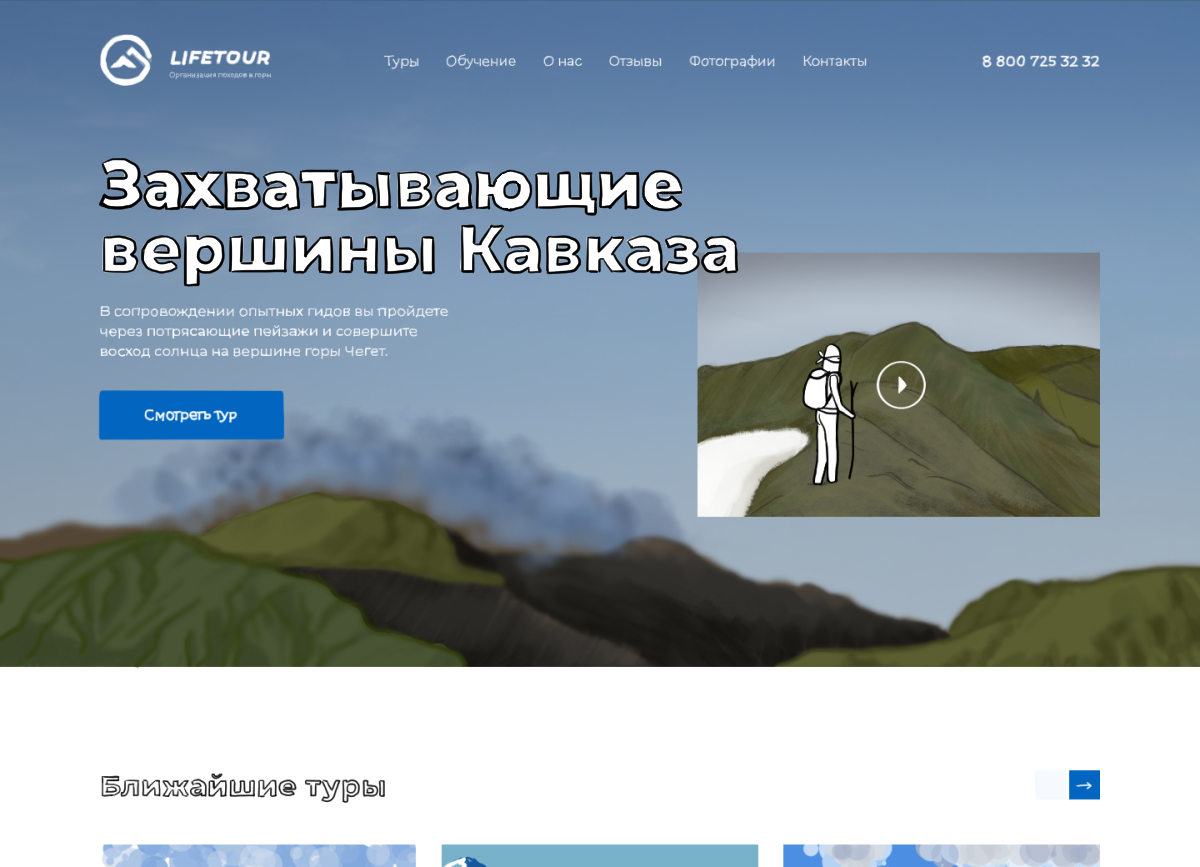 LIFETOUR
Организация походов в горы
Туры
Обучение
О нас
Отзывы
Фотографии
Контакты
8 800 725 32 32
Захватывающие
вершины Кавказа
В сопровождении опытных гидов вы пройдете
через потрясающие пейзажи и совершите
восход солнца на вершине горы Чегет.
Смотреть тур
Ближайшие туры